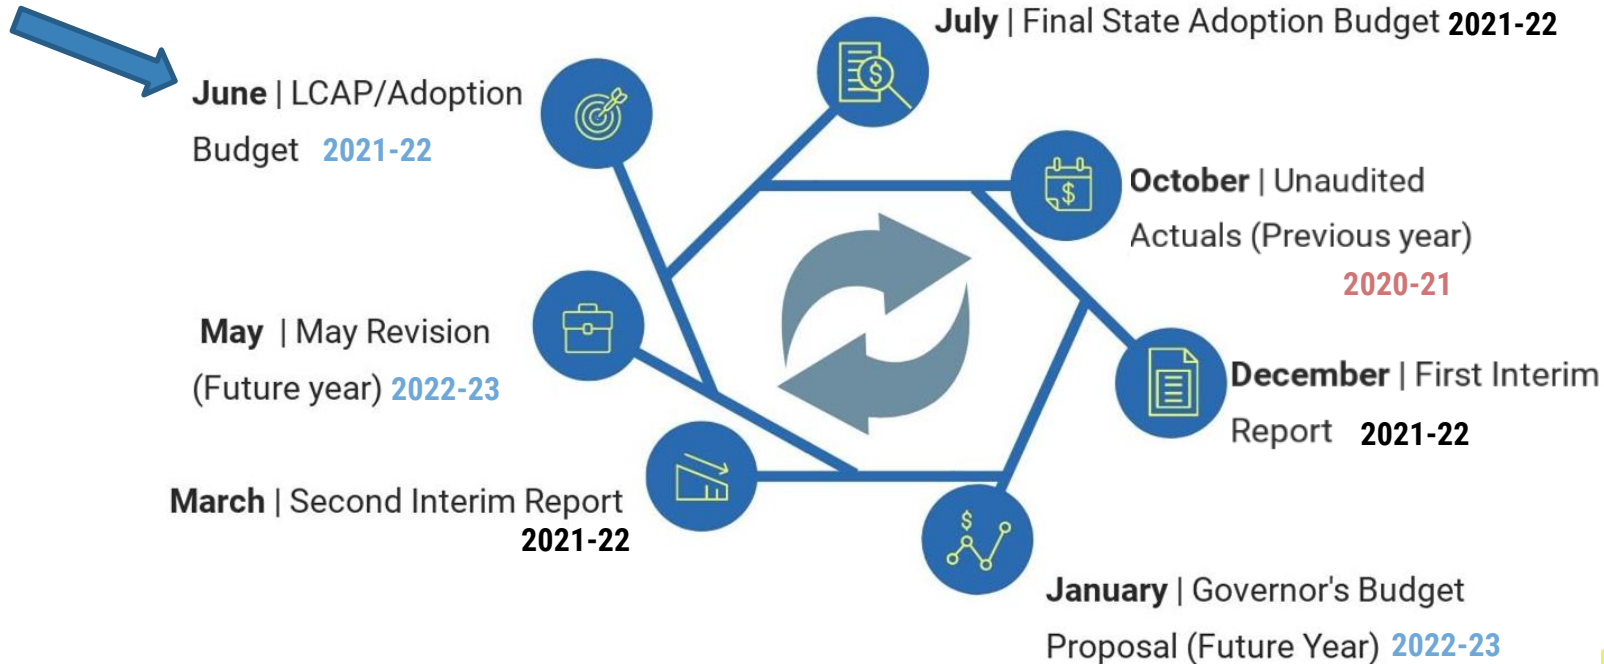 July | Final State Adoption Budget 2021-22
June | LCAP/Adoption
Budget 2021-22
$
$
October | Unaudited
Actuals (Previous year)
2020-21
May | May Revision
(Future year) 2022-23
December | First Interim
Report 2021-22
March | Second Interim Report
2021-22
$
January | Governor's Budget
Proposal (Future Year) 2022-23